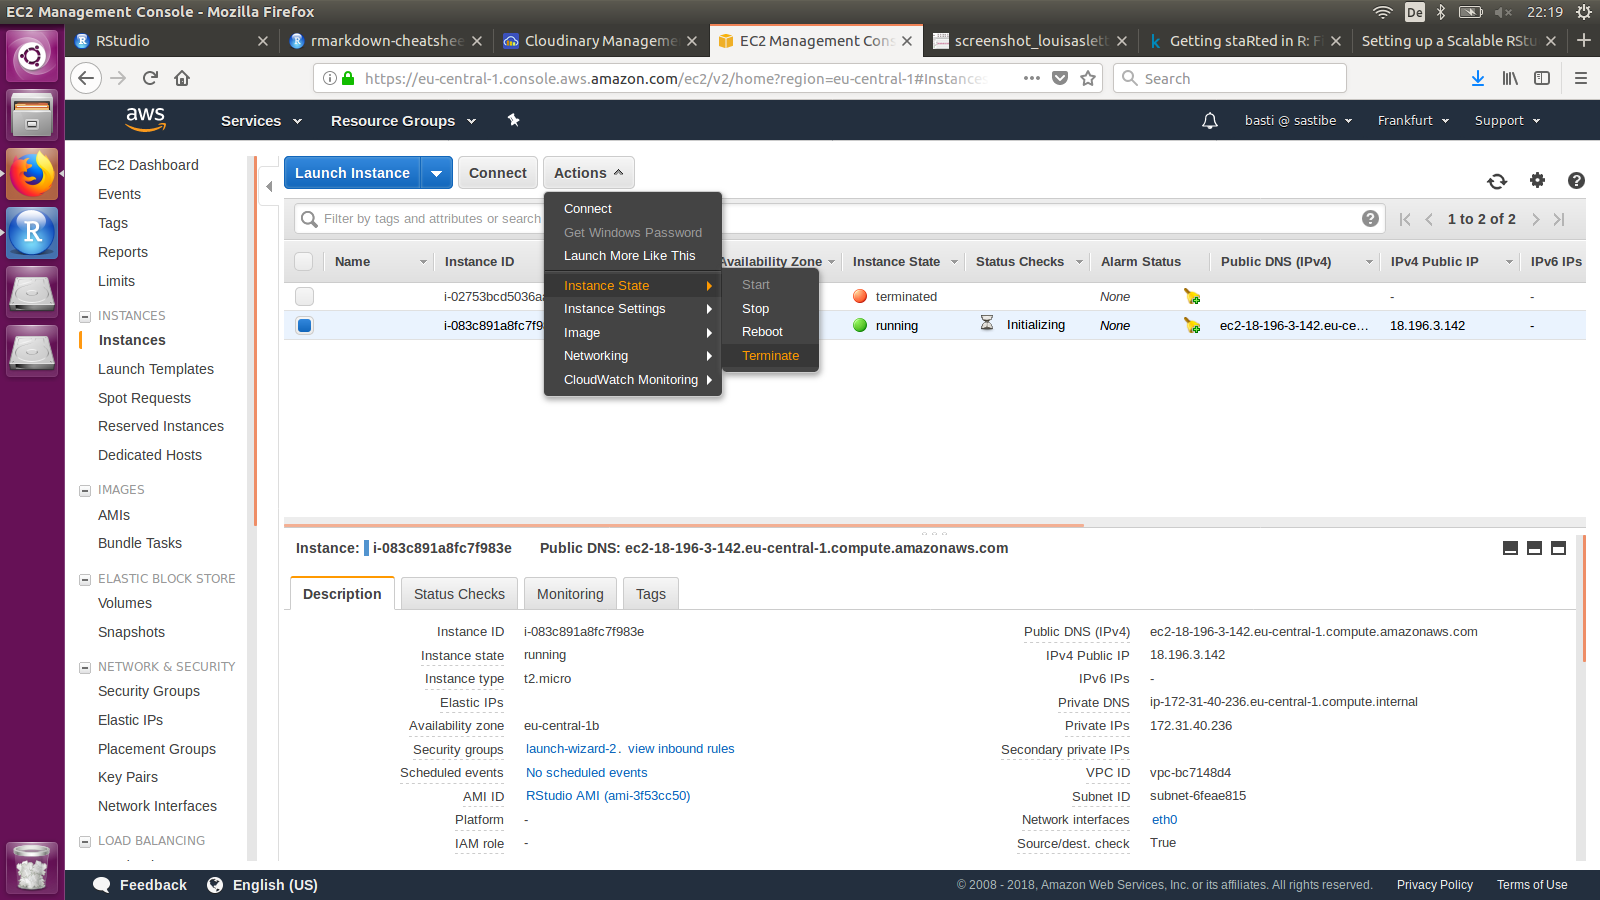 EC2 Management Console - Mozilla Firefox
De
22:19
RStudio
rmarkdown-cheatshee
Cloudinary Manageme
EC2 Management Cons
screenshot_louisaslett
Getting staRted in R: Fl
Setting up a Scalable RStu
https://eu-central-1.console.aws.amazon.com/ec2/v2/home?region=eu-central-1#Instances
Search
aws
Services
Resource Groups
basti @ sastibe
Frankfurt
Support
EC2 Dashboard
Events
Tags
Reports
Limits
INSTANCES
Instances
Launch Templates
Spot Requests
Reserved Instances
Dedicated Hosts
IMAGES
AMIs
Bundle Tasks
ELASTIC BLOCK STORE
Volumes
Snapshots
NETWORK & SECURITY
Security Groups
Elastic IPs
Placement Groups
Key Pairs
Network Interfaces
LOAD BALANCING
Launch Instance
Connect
Actions
Filter by tags and attributes or search
1 to 2 of 2
Name
Instance ID
Availability Zone
Instance State
Status Checks
Alarm Status
Public DNS (IPv4)
IPv4 Public IP
IPv6 IPs
i-02753bcd5036a
terminated
None
-
-
i-083c891a8fc7f9
running
Initializing
None
ec2-18-196-3-142.eu-ce...
18.196.3.142
-
Connect
Get Windows Password
Launch More Like This
Instance State
Instance Settings
Image
Networking
CloudWatch Monitoring
Start
Stop
Reboot
Terminate
Instance: i-083c891a8fc7f983e
Public DNS: ec2-18-196-3-142.eu-central-1.compute.amazonaws.com
Description
Status Checks
Monitoring
Tags
Instance ID i-083c891a8fc7f983e
Instance state running
Instance type t2.micro
Elastic IPs
Availability zone eu-central-1b
Security groups launch-wizard-2. view inbound rules
Scheduled events No scheduled events
AMI ID RStudio AMI (ami-3f53cc50)
Platform -
IAM role -
Public DNS (IPv4) ec2-18-196-3-142.eu-central-1.compute.amazonaws.com
IPv4 Public IP 18.196.3.142
IPv6 IPs -
Private DNS ip-172-31-40-236.eu-central-1.compute.internal
Private IPs 172.31.40.236
Secondary private IPs
VPC ID vpc-bc7148d4
Subnet ID subnet-6feae815
Network interfaces eth0
Source/dest. check True
Feedback
English (US)
© 2008 - 2018, Amazon Web Services, Inc. or its affiliates. All rights reserved.
Privacy Policy
Terms of Use